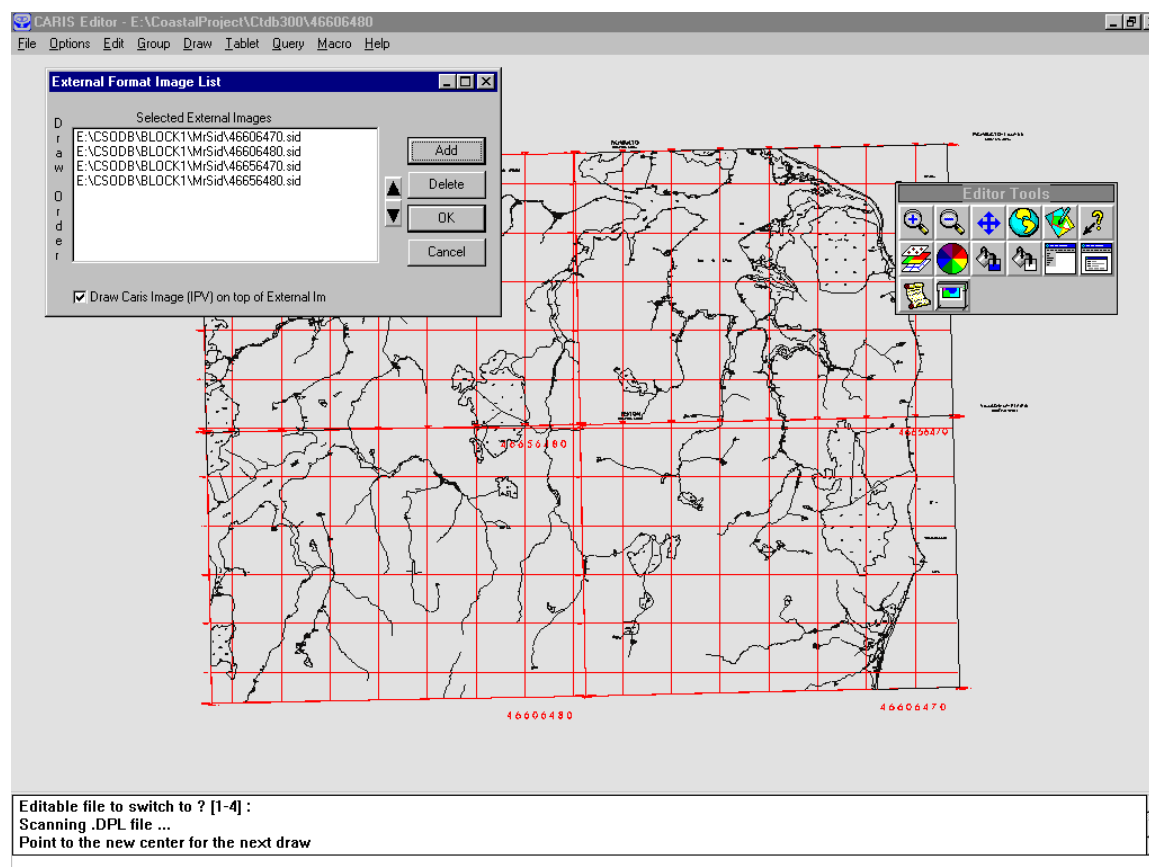 CARIS Editor - E:\CoastalProject\Ctdb300\46606480
File Options Edit Group Draw Tablet Query Macro Help
External Format Image List
Selected External Images
Draw Order
E:\CSODB\BLOCK1\MrSid\46606470.sid
E:\CSODB\BLOCK1\MrSid\46606480.sid
E:\CSODB\BLOCK1\MrSid\46656470.sid
E:\CSODB\BLOCK1\MrSid\46656480.sid
Add
Delete
OK
Cancel
Draw Caris Image (IPV) on top of External Im
Editor Tools
46656480
46656470
46606480
46606470
Editable file to switch to ? [1-4] :
Scanning .DPL file ...
Point to the new center for the next draw